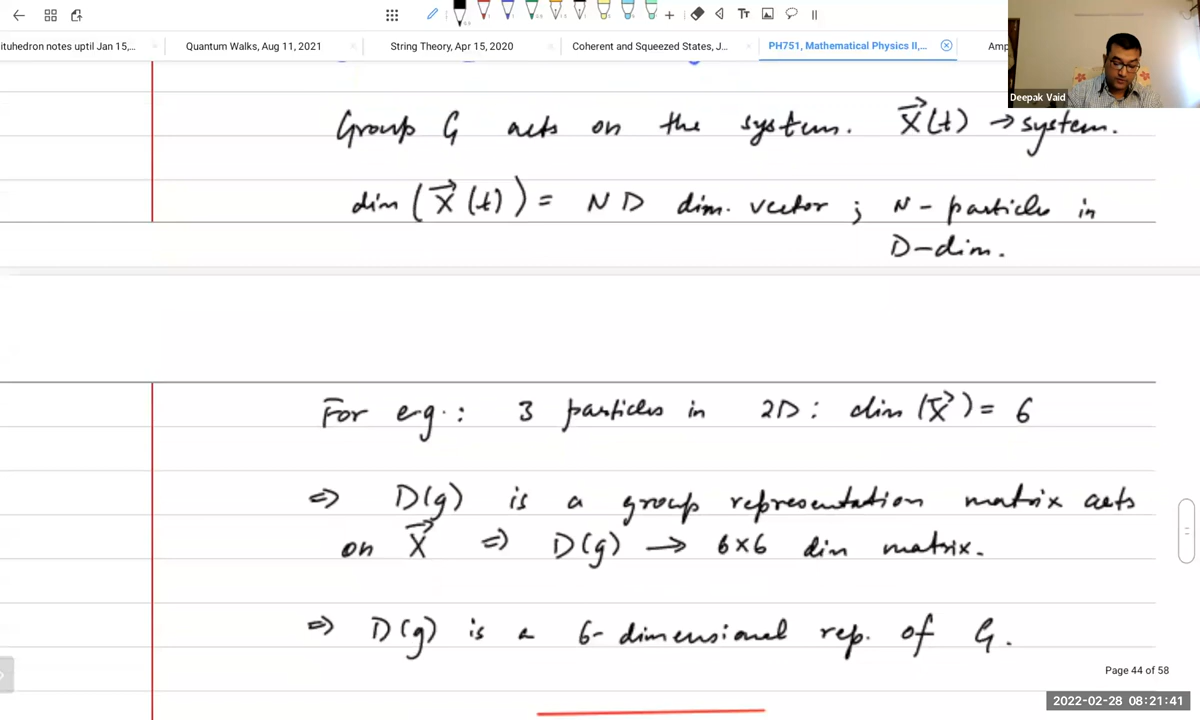 ituhedron notes uptil Jan 15,...
Quantum Walks, Aug 11, 2021
String Theory, Apr 15, 2020
Coherent and Squeezed States, J...
PH751, Mathematical Physics II,...
Amp
Deepak Vaid
Group G acts on the system. X⃗(t) → system.
dim (X⃗(t)) = ND dim. vector ; N - particles in
D-dim.
For e.g. : 3 particles in 2D : dim (X⃗) = 6
⇒ D(g) is a group representation matrix acts
on X⃗ ⇒ D(g) → 6×6 dim matrix.
⇒ D(g) is a 6-dimensional rep. of G.
Page 44 of 58
2022-02-28 08:21:41